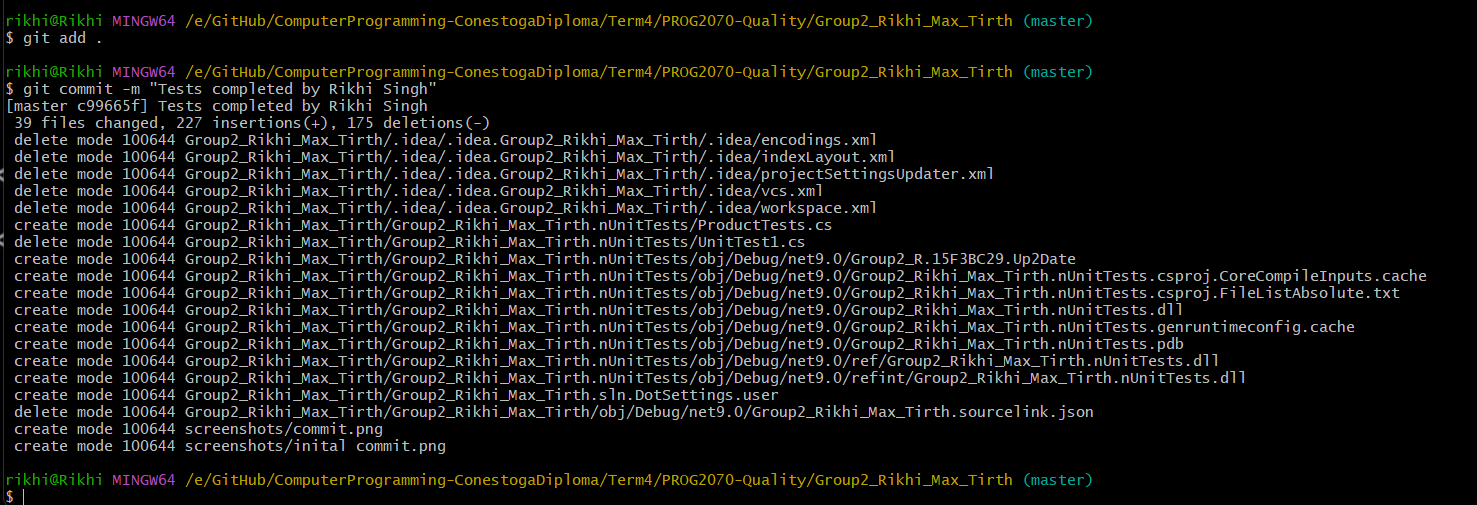 rikhi@Rikhi MINGW64 /e/GitHub/ComputerProgramming-ConestogaDiploma/Term4/PROG2070-Quality/Group2_Rikhi_Max_Tirth (master)
$ git add .
rikhi@Rikhi MINGW64 /e/GitHub/ComputerProgramming-ConestogaDiploma/Term4/PROG2070-Quality/Group2_Rikhi_Max_Tirth (master)
$ git commit -m "Tests completed by Rikhi Singh"
[master c99665f] Tests completed by Rikhi Singh
39 files changed, 227 insertions(+), 175 deletions(-)
delete mode 100644 Group2_Rikhi_Max_Tirth/.idea/.idea.Group2_Rikhi_Max_Tirth/.idea/encodings.xml
delete mode 100644 Group2_Rikhi_Max_Tirth/.idea/.idea.Group2_Rikhi_Max_Tirth/.idea/indexLayout.xml
delete mode 100644 Group2_Rikhi_Max_Tirth/.idea/.idea.Group2_Rikhi_Max_Tirth/.idea/projectSettingsUpdater.xml
delete mode 100644 Group2_Rikhi_Max_Tirth/.idea/.idea.Group2_Rikhi_Max_Tirth/.idea/vcs.xml
delete mode 100644 Group2_Rikhi_Max_Tirth/.idea/.idea.Group2_Rikhi_Max_Tirth/.idea/workspace.xml
create mode 100644 Group2_Rikhi_Max_Tirth/Group2_Rikhi_Max_Tirth.nUnitTests/ProductTests.cs
delete mode 100644 Group2_Rikhi_Max_Tirth/Group2_Rikhi_Max_Tirth.nUnitTests/UnitTest1.cs
create mode 100644 Group2_Rikhi_Max_Tirth/Group2_Rikhi_Max_Tirth.nUnitTests/obj/Debug/net9.0/Group2_R.15F3BC29.Up2Date
create mode 100644 Group2_Rikhi_Max_Tirth/Group2_Rikhi_Max_Tirth.nUnitTests/obj/Debug/net9.0/Group2_Rikhi_Max_Tirth.nUnitTests.csproj.CoreCompileInputs.cache
create mode 100644 Group2_Rikhi_Max_Tirth/Group2_Rikhi_Max_Tirth.nUnitTests/obj/Debug/net9.0/Group2_Rikhi_Max_Tirth.nUnitTests.csproj.FileListAbsolute.txt
create mode 100644 Group2_Rikhi_Max_Tirth/Group2_Rikhi_Max_Tirth.nUnitTests/obj/Debug/net9.0/Group2_Rikhi_Max_Tirth.nUnitTests.dll
create mode 100644 Group2_Rikhi_Max_Tirth/Group2_Rikhi_Max_Tirth.nUnitTests/obj/Debug/net9.0/Group2_Rikhi_Max_Tirth.nUnitTests.genruntimeconfig.cache
create mode 100644 Group2_Rikhi_Max_Tirth/Group2_Rikhi_Max_Tirth.nUnitTests/obj/Debug/net9.0/Group2_Rikhi_Max_Tirth.nUnitTests.pdb
create mode 100644 Group2_Rikhi_Max_Tirth/Group2_Rikhi_Max_Tirth.nUnitTests/obj/Debug/net9.0/ref/Group2_Rikhi_Max_Tirth.nUnitTests.dll
create mode 100644 Group2_Rikhi_Max_Tirth/Group2_Rikhi_Max_Tirth.nUnitTests/obj/Debug/net9.0/refint/Group2_Rikhi_Max_Tirth.nUnitTests.dll
create mode 100644 Group2_Rikhi_Max_Tirth/Group2_Rikhi_Max_Tirth.sln.DotSettings.user
delete mode 100644 Group2_Rikhi_Max_Tirth/Group2_Rikhi_Max_Tirth/obj/Debug/net9.0/Group2_Rikhi_Max_Tirth.sourcelink.json
create mode 100644 screenshots/commit.png
create mode 100644 screenshots/inital commit.png
rikhi@Rikhi MINGW64 /e/GitHub/ComputerProgramming-ConestogaDiploma/Term4/PROG2070-Quality/Group2_Rikhi_Max_Tirth (master)
$